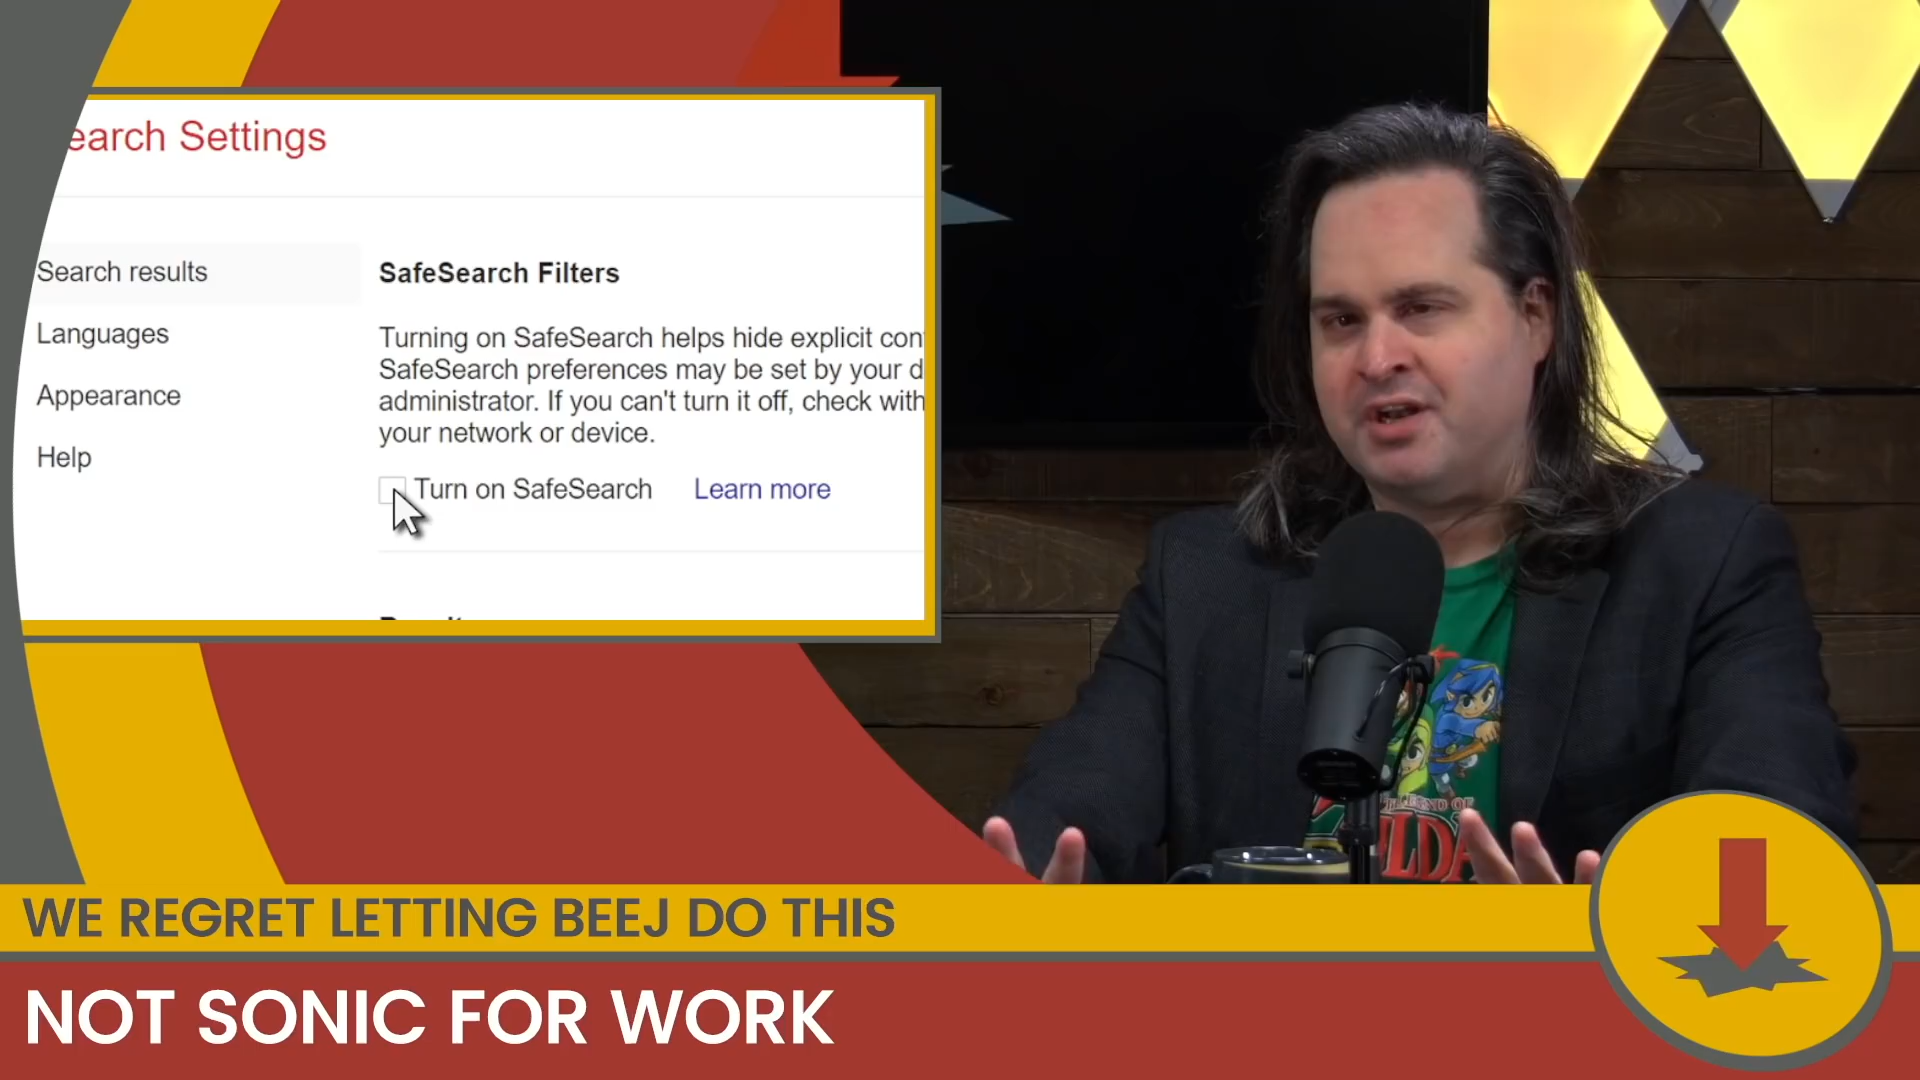 earch Settings
Search results
Languages
Appearance
Help
SafeSearch Filters
Turning on SafeSearch helps hide explicit con
SafeSearch preferences may be set by your d
administrator. If you can't turn it off, check with
your network or device.
Turn on SafeSearch Learn more
WE REGRET LETTING BEEJ DO THIS
NOT SONIC FOR WORK